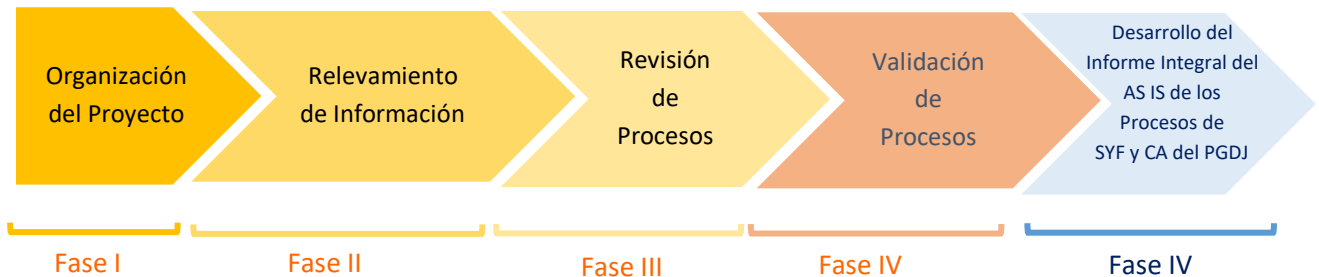 Organización
del Proyecto
Relevamiento
de Información
Revisión
de
Procesos
Validación
de
Procesos
Desarrollo del
Informe Integral del
AS IS de los
Procesos de
SYF y CA del PGDJ
Fase I
Fase II
Fase III
Fase IV
Fase IV